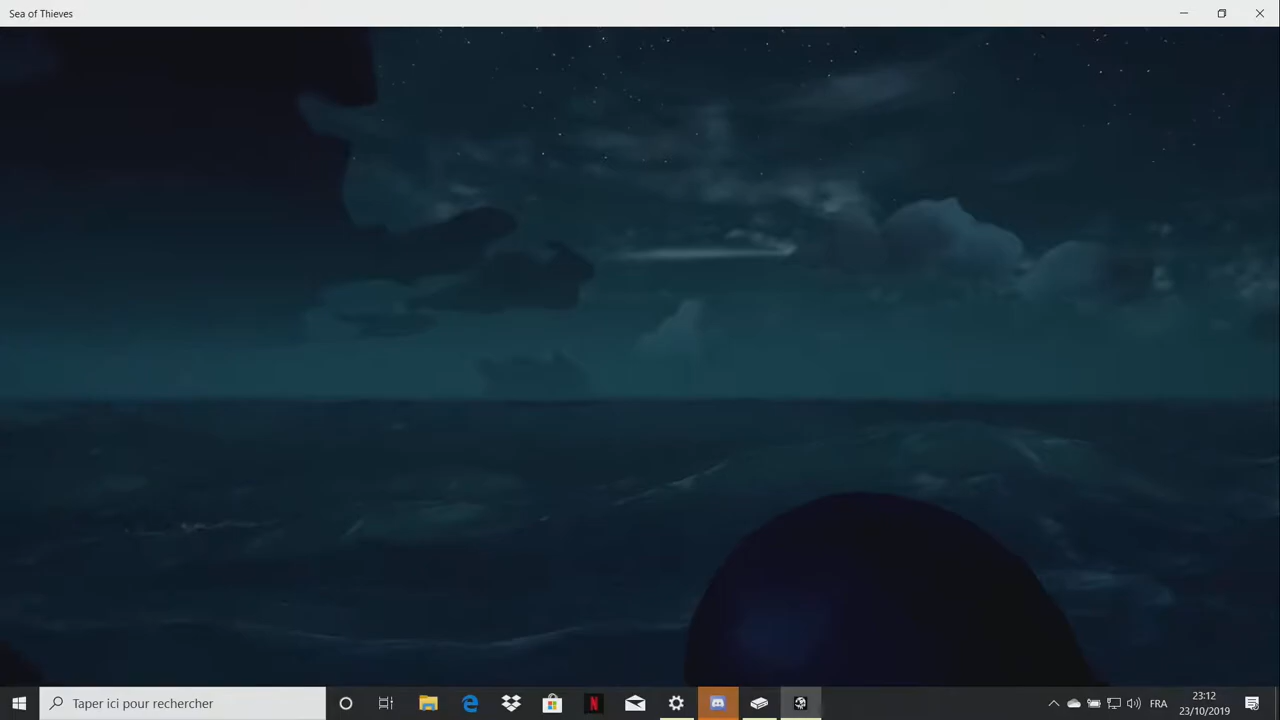 Sea of Thieves
Taper ici pour rechercher
N
FRA
23:12
23/10/2019